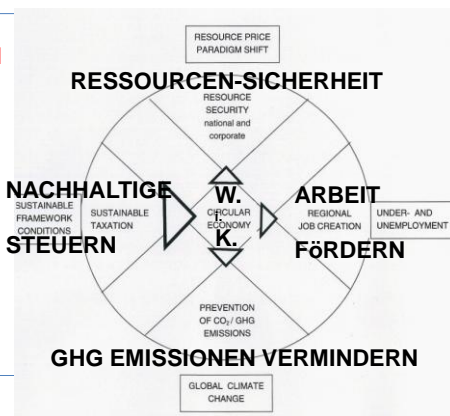 RESOURCE PRICE
PARADIGM SHIFT
RESSOURCEN-SICHERHEIT
RESOURCE
SECURITY
national and
corporate
NACHHALTIGE
SUSTAINABLE
FRAMEWORK
CONDITIONS
STEUERN
SUSTAINABLE
TAXATION
W.
i.
K.
CIRCULAR
ECONOMY
ARBEIT
REGIONAL
JOB CREATION
FöRDERN
UNDER- AND
UNEMPLOYMENT
PREVENTION
OF CO₂ / GHG
EMISSIONS
GHG EMISSIONEN VERMINDERN
GLOBAL CLIMATE
CHANGE